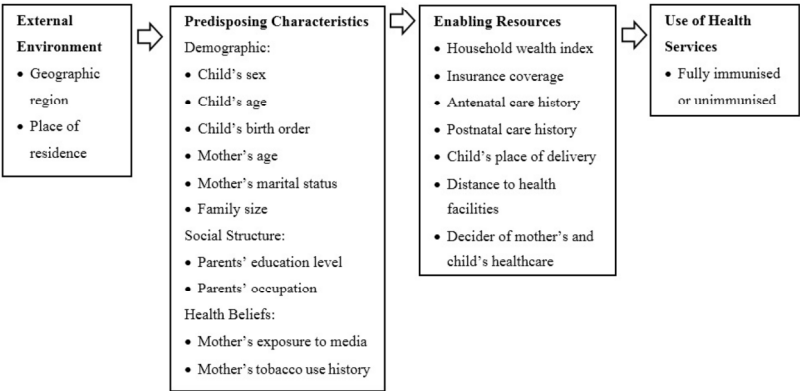 External
Environment
• Geographic
region
• Place of
residence
Predisposing Characteristics
Demographic:
• Child's sex
• Child's age
• Child's birth order
• Mother's age
• Mother's marital status
• Family size
Social Structure:
• Parents' education level
• Parents' occupation
Health Beliefs:
• Mother's exposure to media
• Mother's tobacco use history
Enabling Resources
• Household wealth index
• Insurance coverage
• Antenatal care history
• Postnatal care history
• Child's place of delivery
• Distance to health
facilities
• Decider of mother's and
child's healthcare
Use of Health
Services
• Fully immunised
or unimmunised